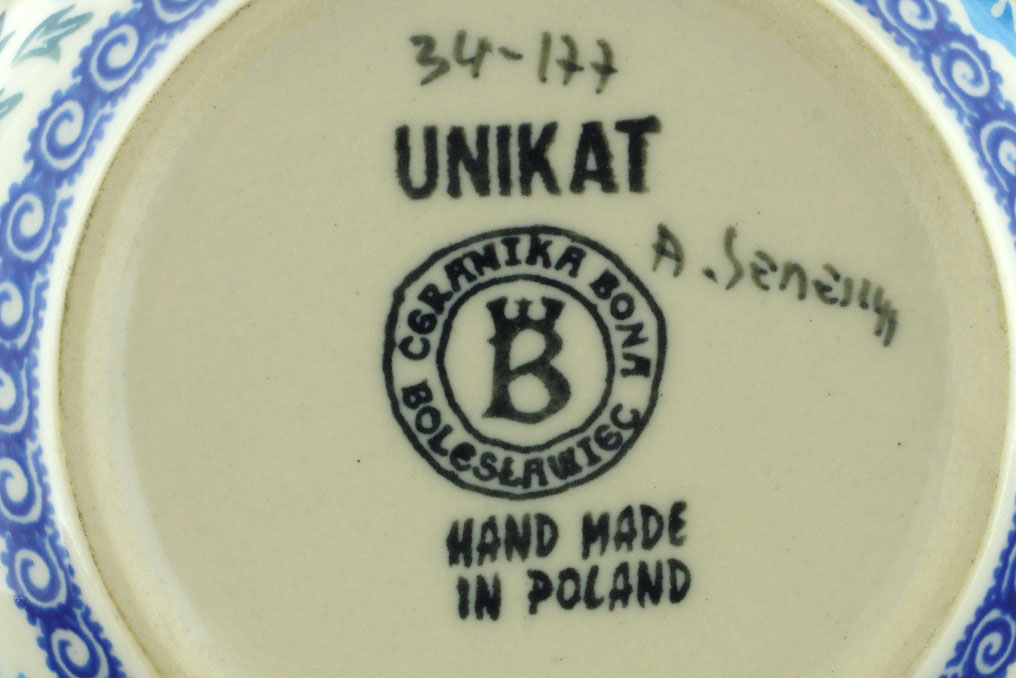 34-177
UNIKAT
CERAMIKA BONA
B
BOLESŁAWIEC
A.
HAND MADE
IN POLAND